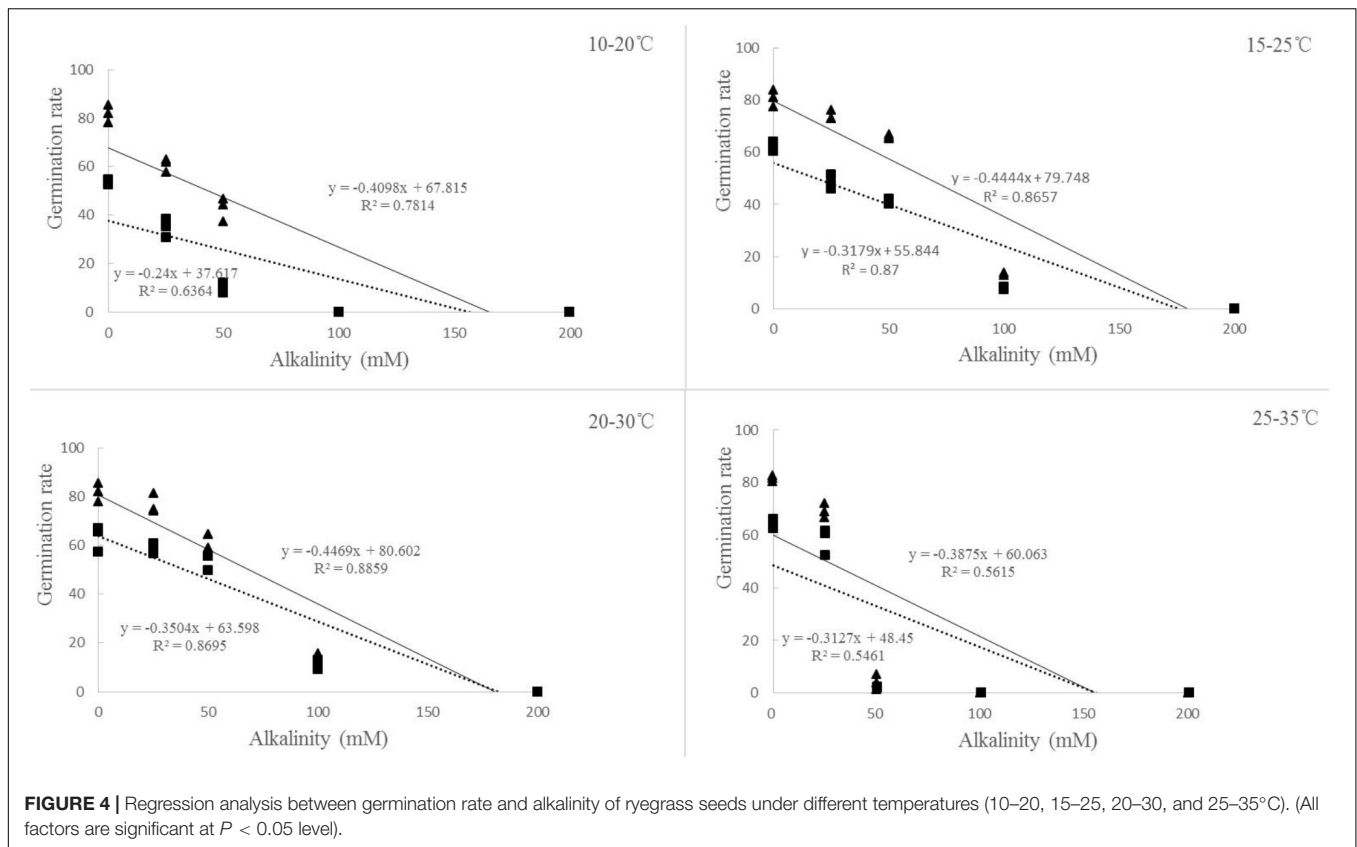 10-20℃
100
80
60
40
20
0
Germination rate
y = -0.4098x + 67.815
R² = 0.7814
y = -0.24x + 37.617
R² = 0.6364
0 50 100 150 200
Alkalinity (mM)
15-25℃
100
80
60
40
20
0
Germination rate
y = -0.4444x + 79.748
R² = 0.8657
y = -0.3179x + 55.844
R² = 0.87
0 50 100 150 200
Alkalinity (mM)
20-30℃
100
80
60
40
20
0
Germination rate
y = -0.4469x + 80.602
R² = 0.8859
y = -0.3504x + 63.598
R² = 0.8695
0 50 100 150 200
Alkalinity (mM)
25-35℃
100
80
60
40
20
0
Germination rate
y = -0.3875x + 60.063
R² = 0.5615
y = -0.3127x + 48.45
R² = 0.5461
0 50 100 150 200
Alkalinity (mM)
FIGURE 4 | Regression analysis between germination rate and alkalinity of ryegrass seeds under different temperatures (10–20, 15–25, 20–30, and 25–35°C). (All
factors are significant at P < 0.05 level).